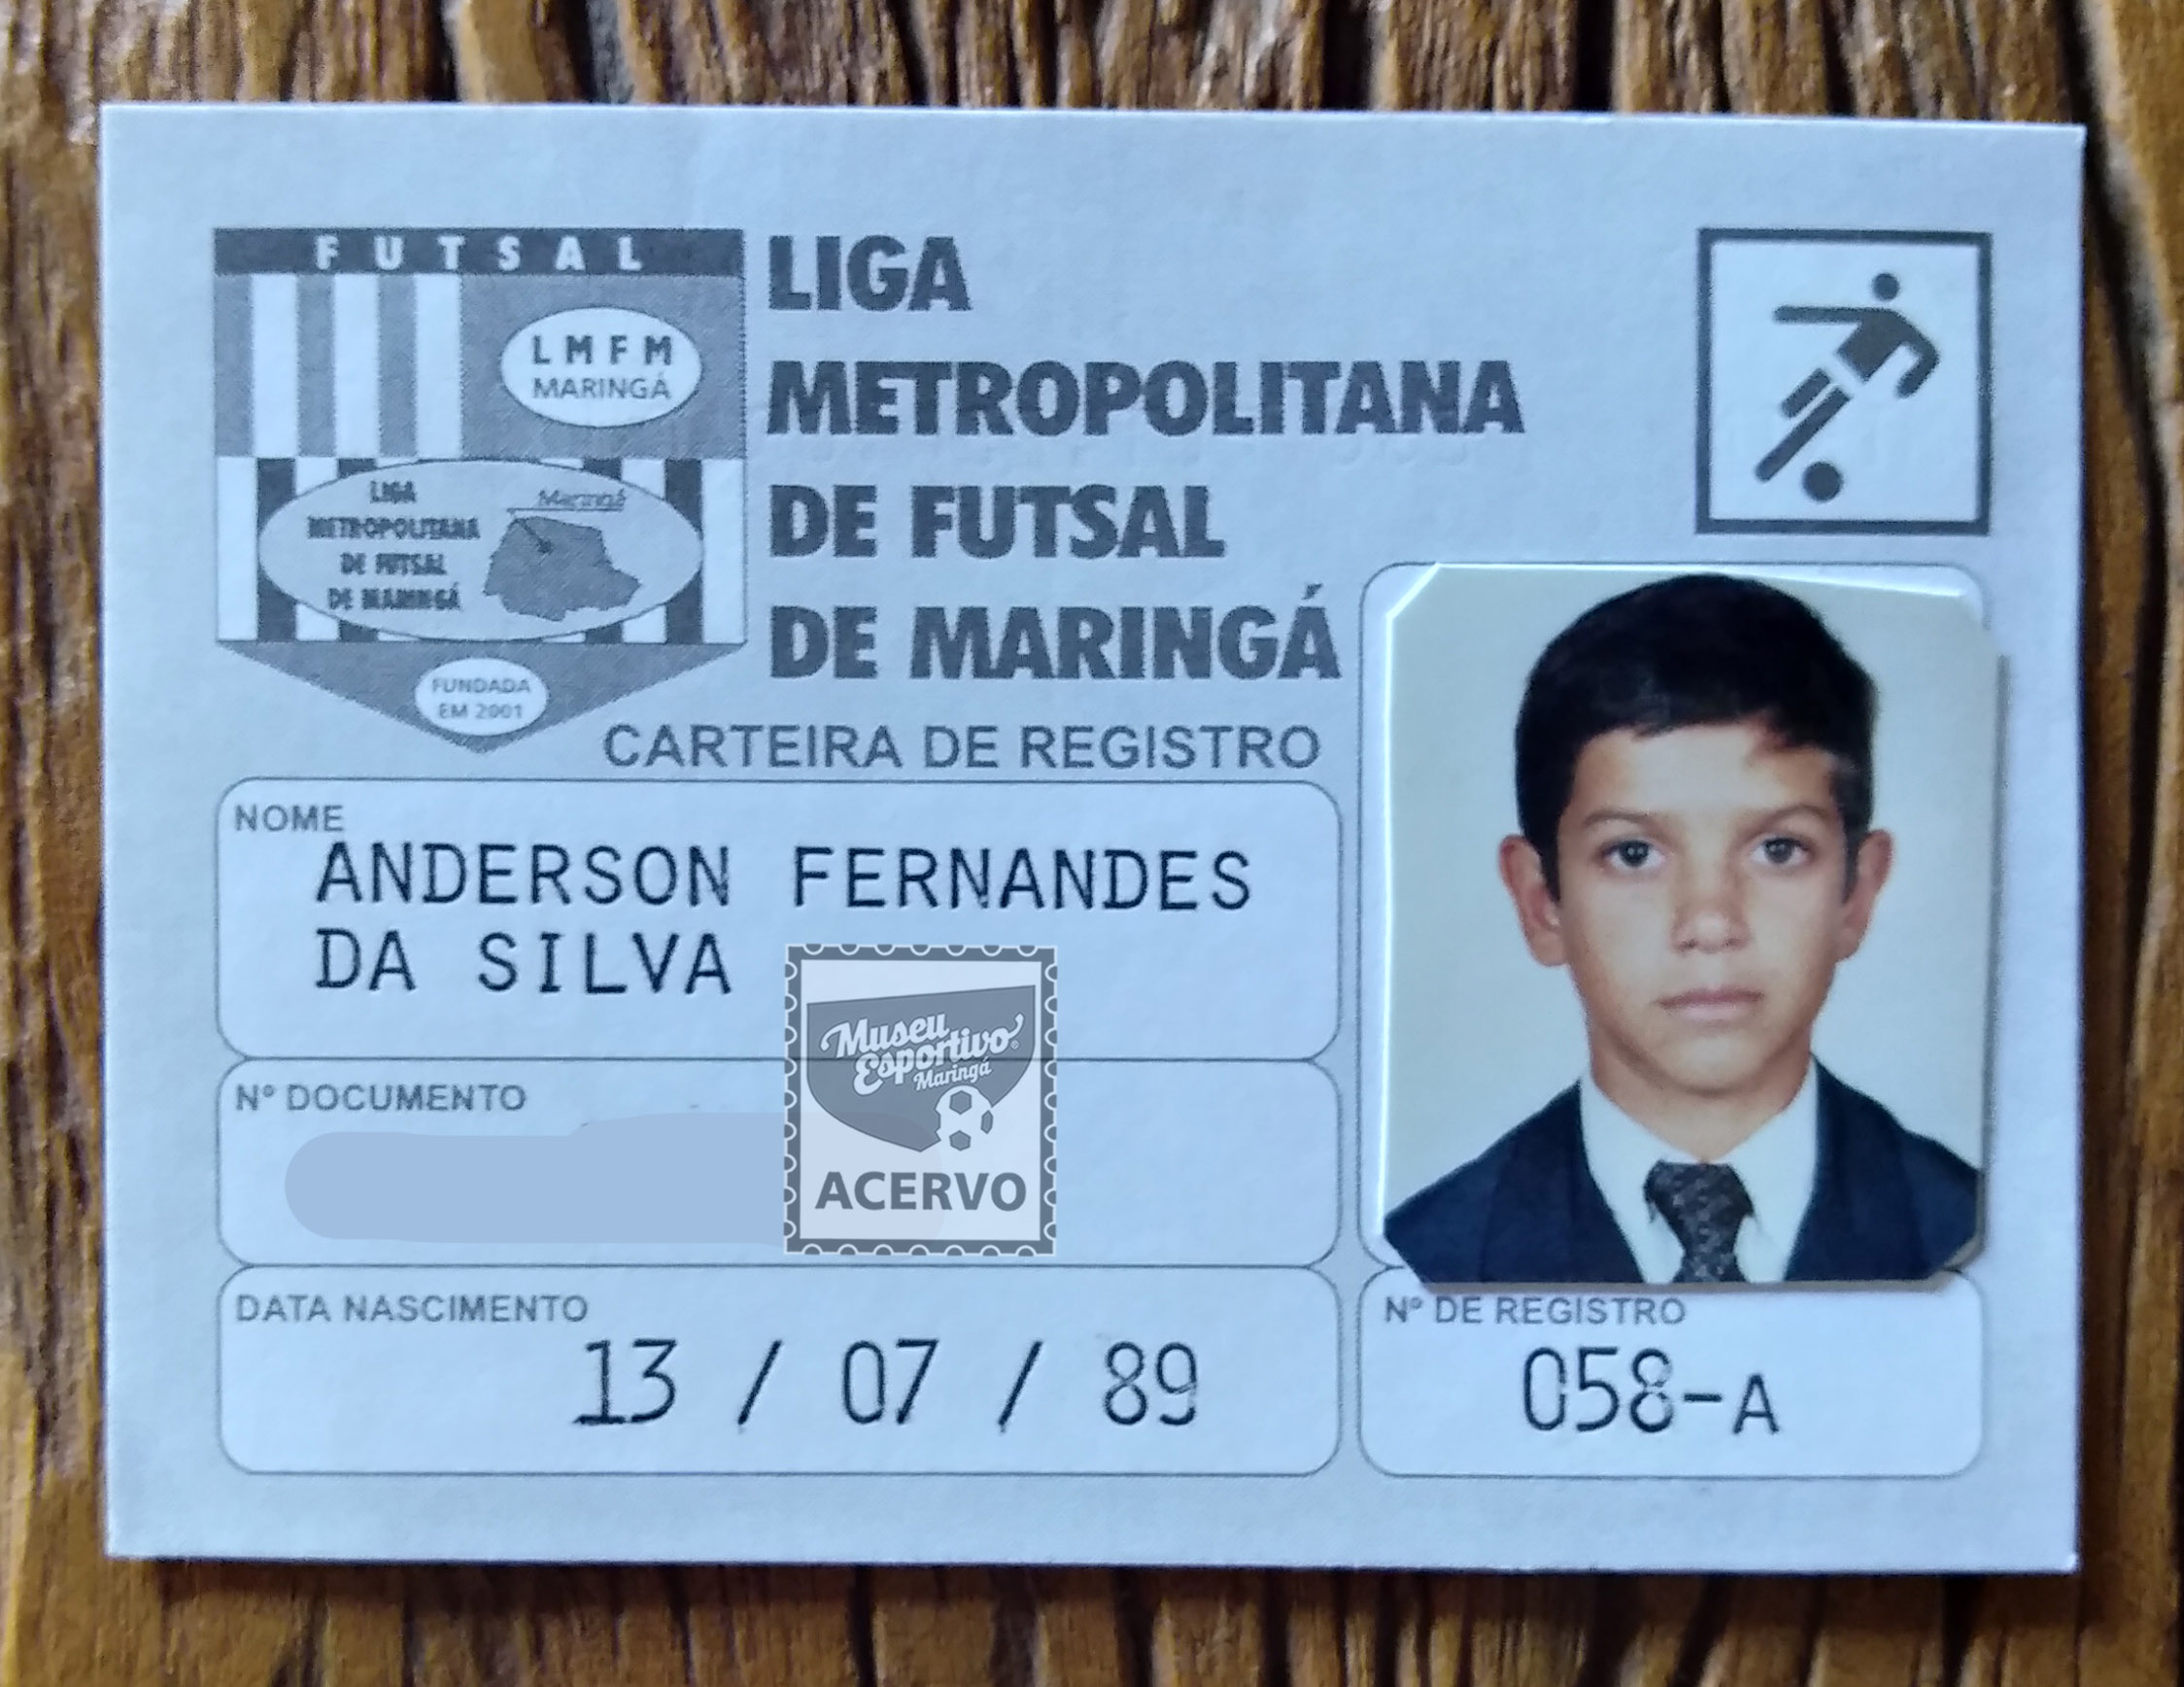 FUTSAL
LMFM
MARINGÁ
LIGA
METROPOLITANA
DE FUTSAL
DE MARINGÁ
Maringá
FUNDADA
EM 2001
LIGA
METROPOLITANA
DE FUTSAL
DE MARINGÁ
CARTEIRA DE REGISTRO
NOME
ANDERSON FERNANDES
DA SILVA
Museu
Esportivo
Maringá
ACERVO
Nº DOCUMENTO
DATA NASCIMENTO
13 / 07 / 89
Nº DE REGISTRO
058-A